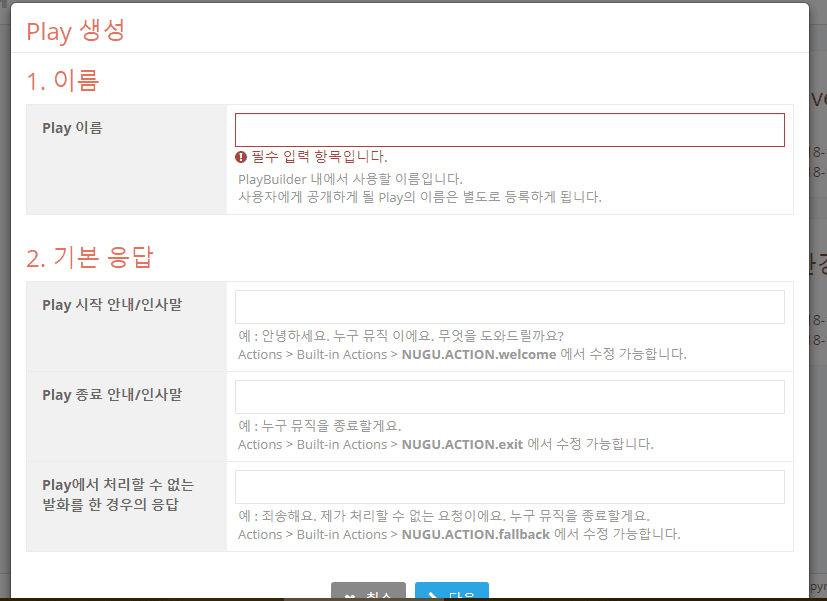 Play 생성
1. 이름
Play 이름
필수 입력 항목입니다.
PlayBuilder 내에서 사용할 이름입니다.
사용자에게 공개하게 될 Play의 이름은 별도로 등록하게 됩니다.
2. 기본 응답
Play 시작 안내/인사말
예 : 안녕하세요. 누구 뮤직 이에요. 무엇을 도와드릴까요?
Actions > Built-in Actions > NUGU.ACTION.welcome 에서 수정 가능합니다.
Play 종료 안내/인사말
예 : 누구 뮤직을 종료할게요.
Actions > Built-in Actions > NUGU.ACTION.exit 에서 수정 가능합니다.
Play에서 처리할 수 없는
발화를 한 경우의 응답
예 : 죄송해요. 제가 처리할 수 없는 요청이에요. 누구 뮤직을 종료할게요.
Actions > Built-in Actions > NUGU.ACTION.fallback 에서 수정 가능합니다.
취소 다음